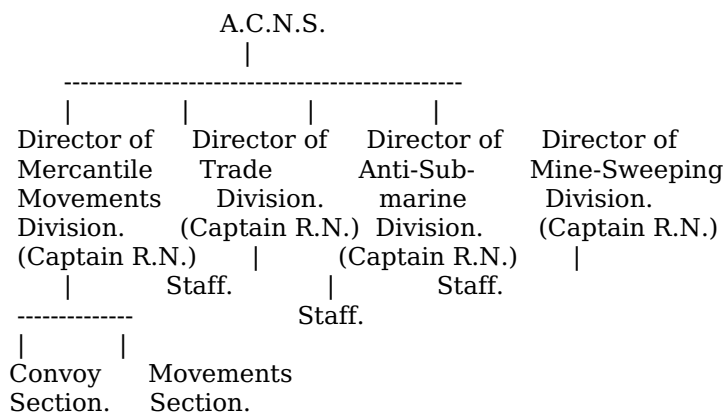 A.C.N.S.
|
----------------------------------------------
| | | |
Director of Director of Director of Director of
Mercantile Trade Anti-Sub- Mine-Sweeping
Movements Division. marine Division.
Division. (Captain R.N.) Division. (Captain R.N.)
(Captain R.N.) | (Captain R.N.) |
| Staff. | Staff.
-------------- Staff.
| |
Convoy Movements
Section. Section.